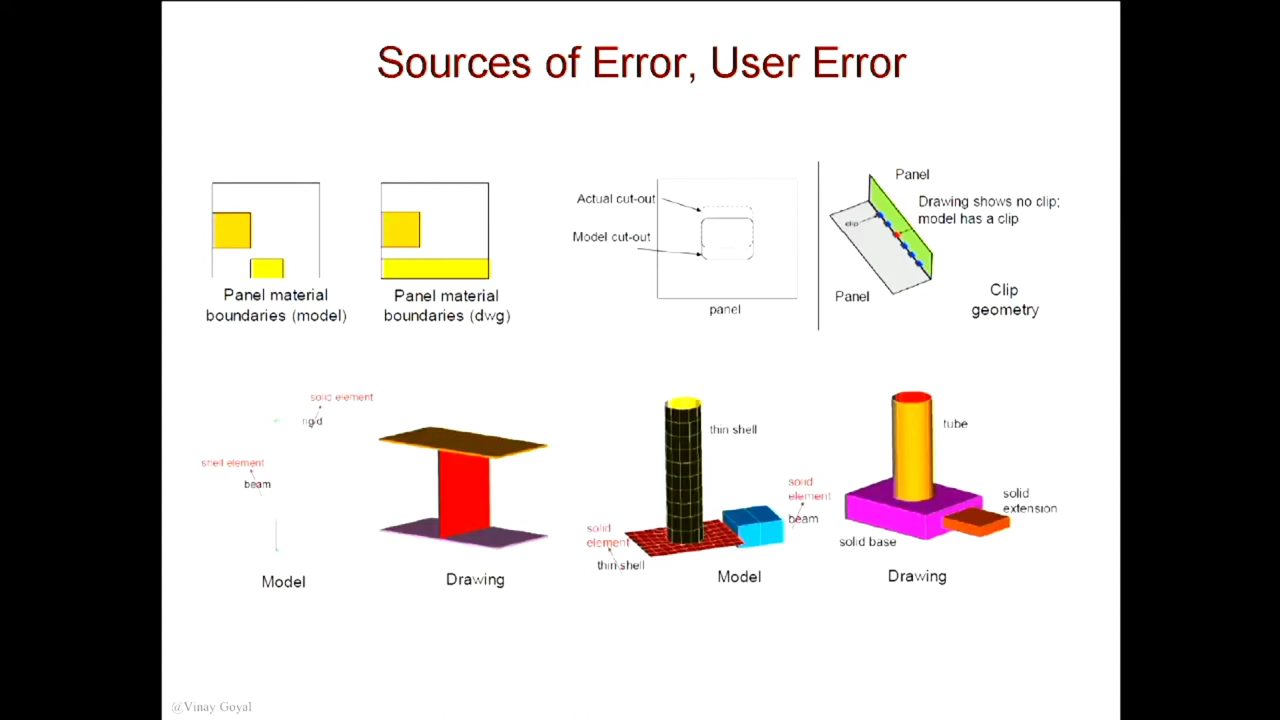 Sources of Error, User Error
Panel material
boundaries (model)
Panel material
boundaries (dwg)
Actual cut-out
Model cut-out
panel
Panel
Drawing shows no clip;
model has a clip
clip
Panel
Clip
geometry
solid element
rigid
shell element
beam
Model
Drawing
thin shell
solid
element
beam
solid
element
thin shell
Model
tube
solid
extension
solid base
Drawing
@Vinay Goyal